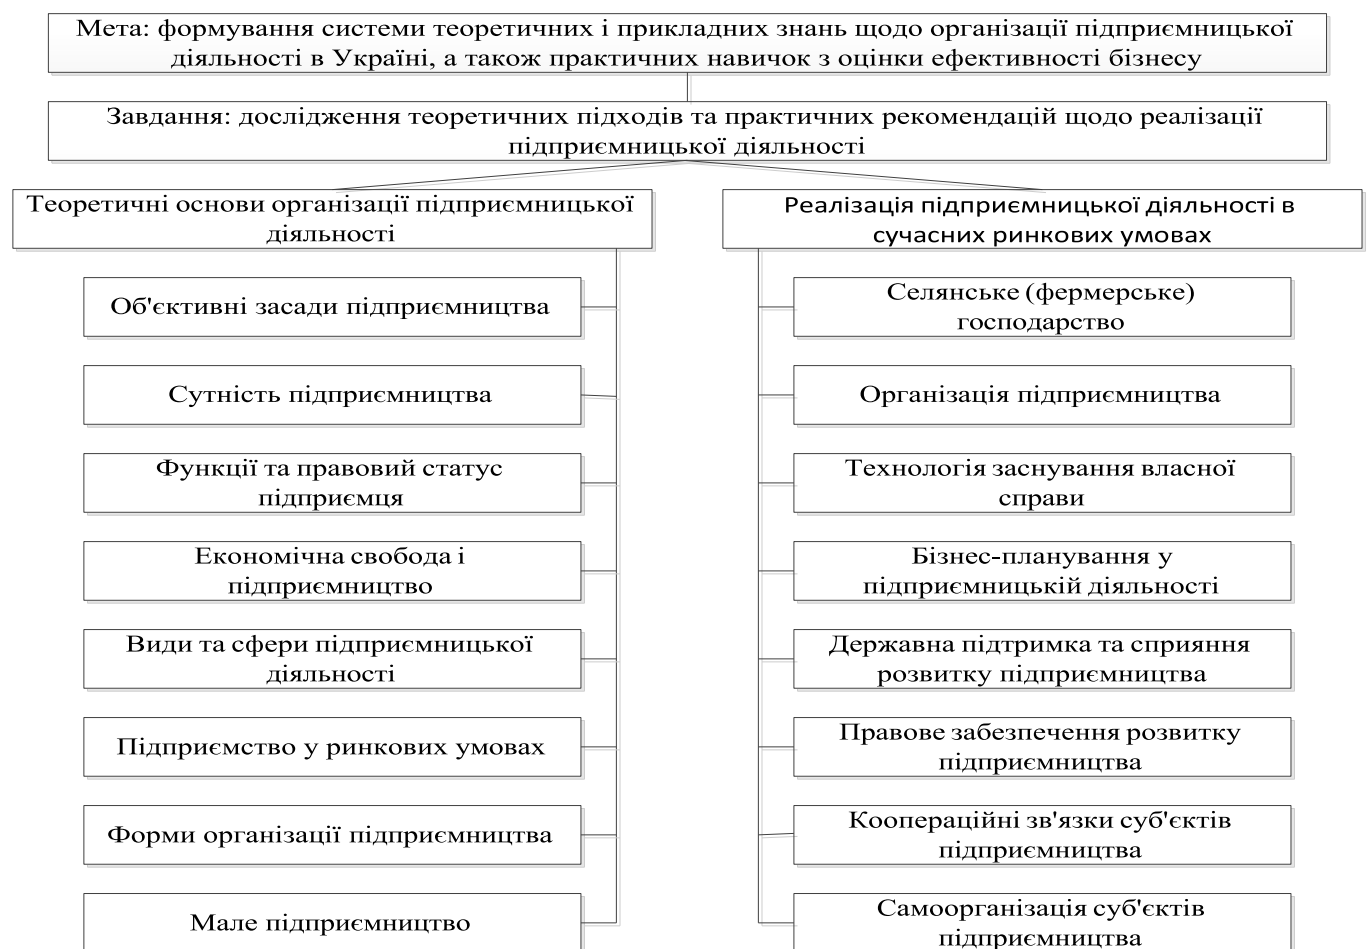 Мета: формування системи теоретичних і прикладних знань щодо організації підприємницької
діяльності в Україні, а також практичних навичок з оцінки ефективності бізнесу
Завдання: дослідження теоретичних підходів та практичних рекомендацій щодо реалізації
підприємницької діяльності
Теоретичні основи організації підприємницької
діяльності
Об'єктивні засади підприємництва
Сутність підприємництва
Функції та правовий статус
підприємця
Економічна свобода і
підприємництво
Види та сфери підприємницької
діяльності
Підприємство у ринкових умовах
Форми організації підприємництва
Мале підприємництво
Реалізація підприємницької діяльності в
сучасних ринкових умовах
Селянське (фермерське)
господарство
Організація підприємництва
Технологія заснування власної
справи
Бізнес-планування у
підприємницькій діяльності
Державна підтримка та сприяння
розвитку підприємництва
Правове забезпечення розвитку
підприємництва
Коопераційні зв'язки суб'єктів
підприємництва
Самоорганізація суб'єктів
підприємництва